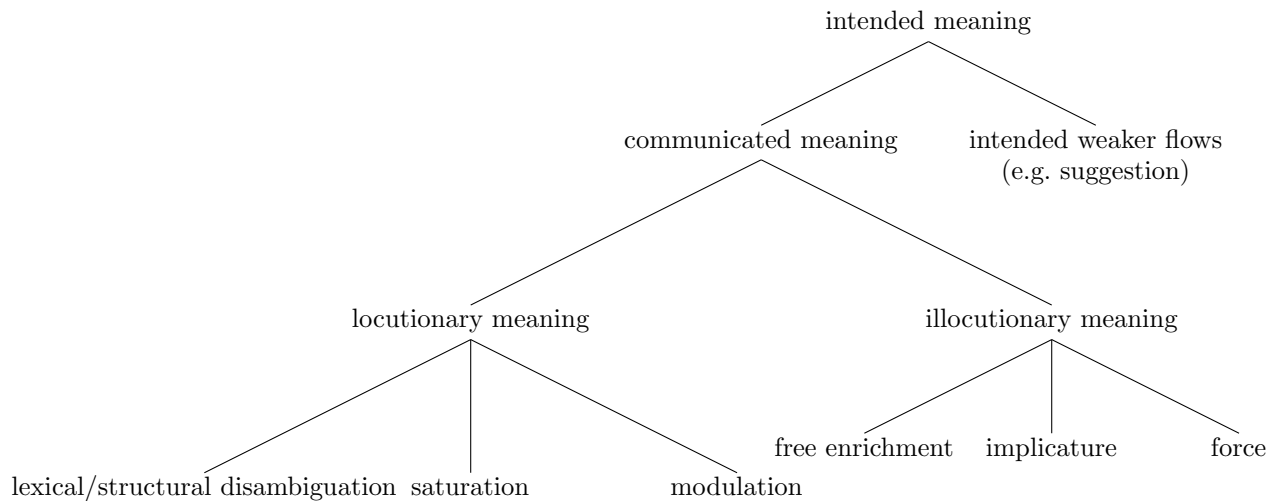 intended meaning
communicated meaning
intended weaker flows
(e.g. suggestion)
locutionary meaning
illocutionary meaning
free enrichment
implicature
force
lexical/structural disambiguation
saturation
modulation